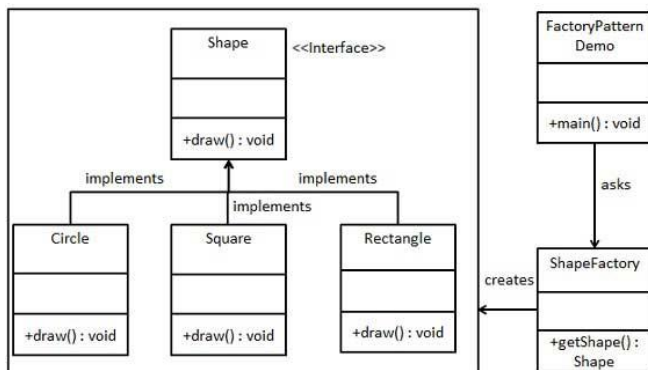 Shape
<<Interface>>
+draw() : void
implements
implements
implements
Circle
+draw() : void
Square
+draw() : void
Rectangle
+draw() : void
FactoryPattern
Demo
+main() : void
asks
creates
ShapeFactory
+getShape() :
Shape